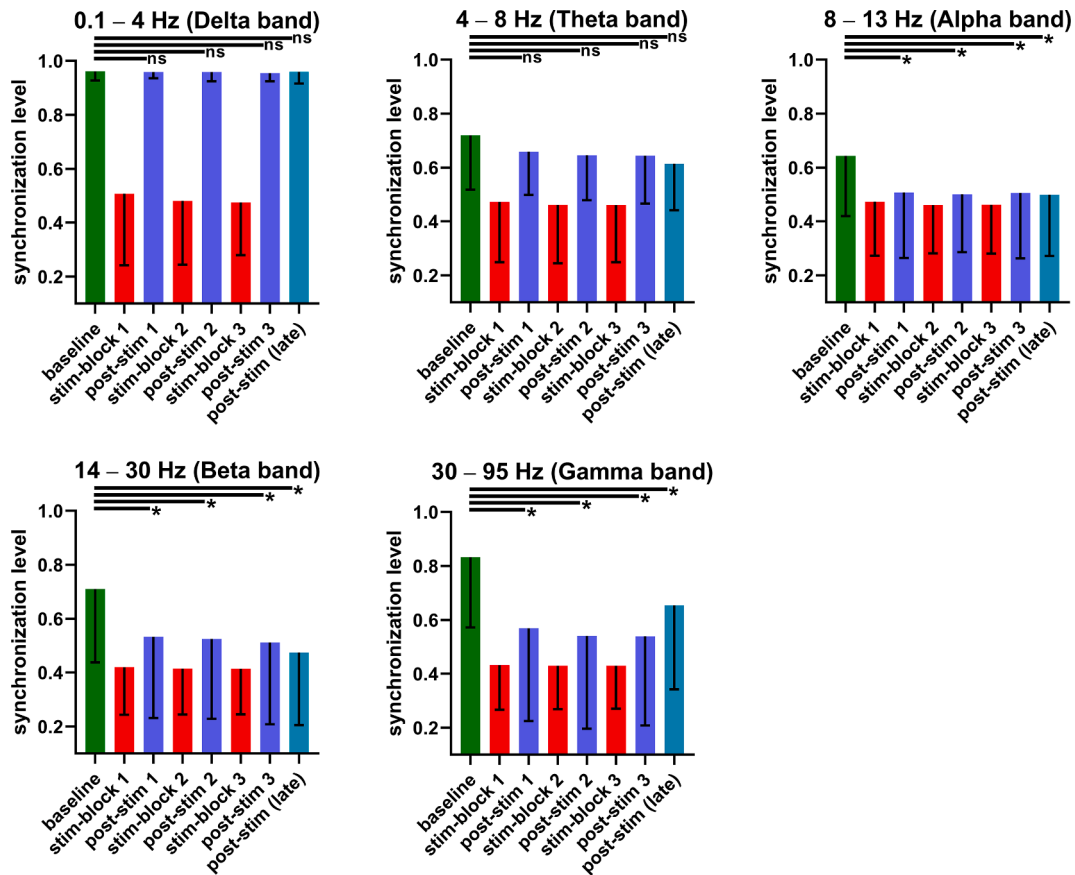 0.1 – 4 Hz (Delta band)
ns
ns
ns
ns
synchronization level
1.0
0.8
0.6
0.4
0.2
baseline
stim-block 1
post-stim 1
stim-block 2
post-stim 2
stim-block 3
post-stim 3
post-stim (late)
4 – 8 Hz (Theta band)
ns
ns
ns
ns
synchronization level
1.0
0.8
0.6
0.4
0.2
baseline
stim-block 1
post-stim 1
stim-block 2
post-stim 2
stim-block 3
post-stim 3
post-stim (late)
8 – 13 Hz (Alpha band)
*
*
*
*
synchronization level
1.0
0.8
0.6
0.4
0.2
baseline
stim-block 1
post-stim 1
stim-block 2
post-stim 2
stim-block 3
post-stim 3
post-stim (late)
14 – 30 Hz (Beta band)
*
*
*
*
synchronization level
1.0
0.8
0.6
0.4
0.2
baseline
stim-block 1
post-stim 1
stim-block 2
post-stim 2
stim-block 3
post-stim 3
post-stim (late)
30 – 95 Hz (Gamma band)
*
*
*
*
synchronization level
1.0
0.8
0.6
0.4
0.2
baseline
stim-block 1
post-stim 1
stim-block 2
post-stim 2
stim-block 3
post-stim 3
post-stim (late)